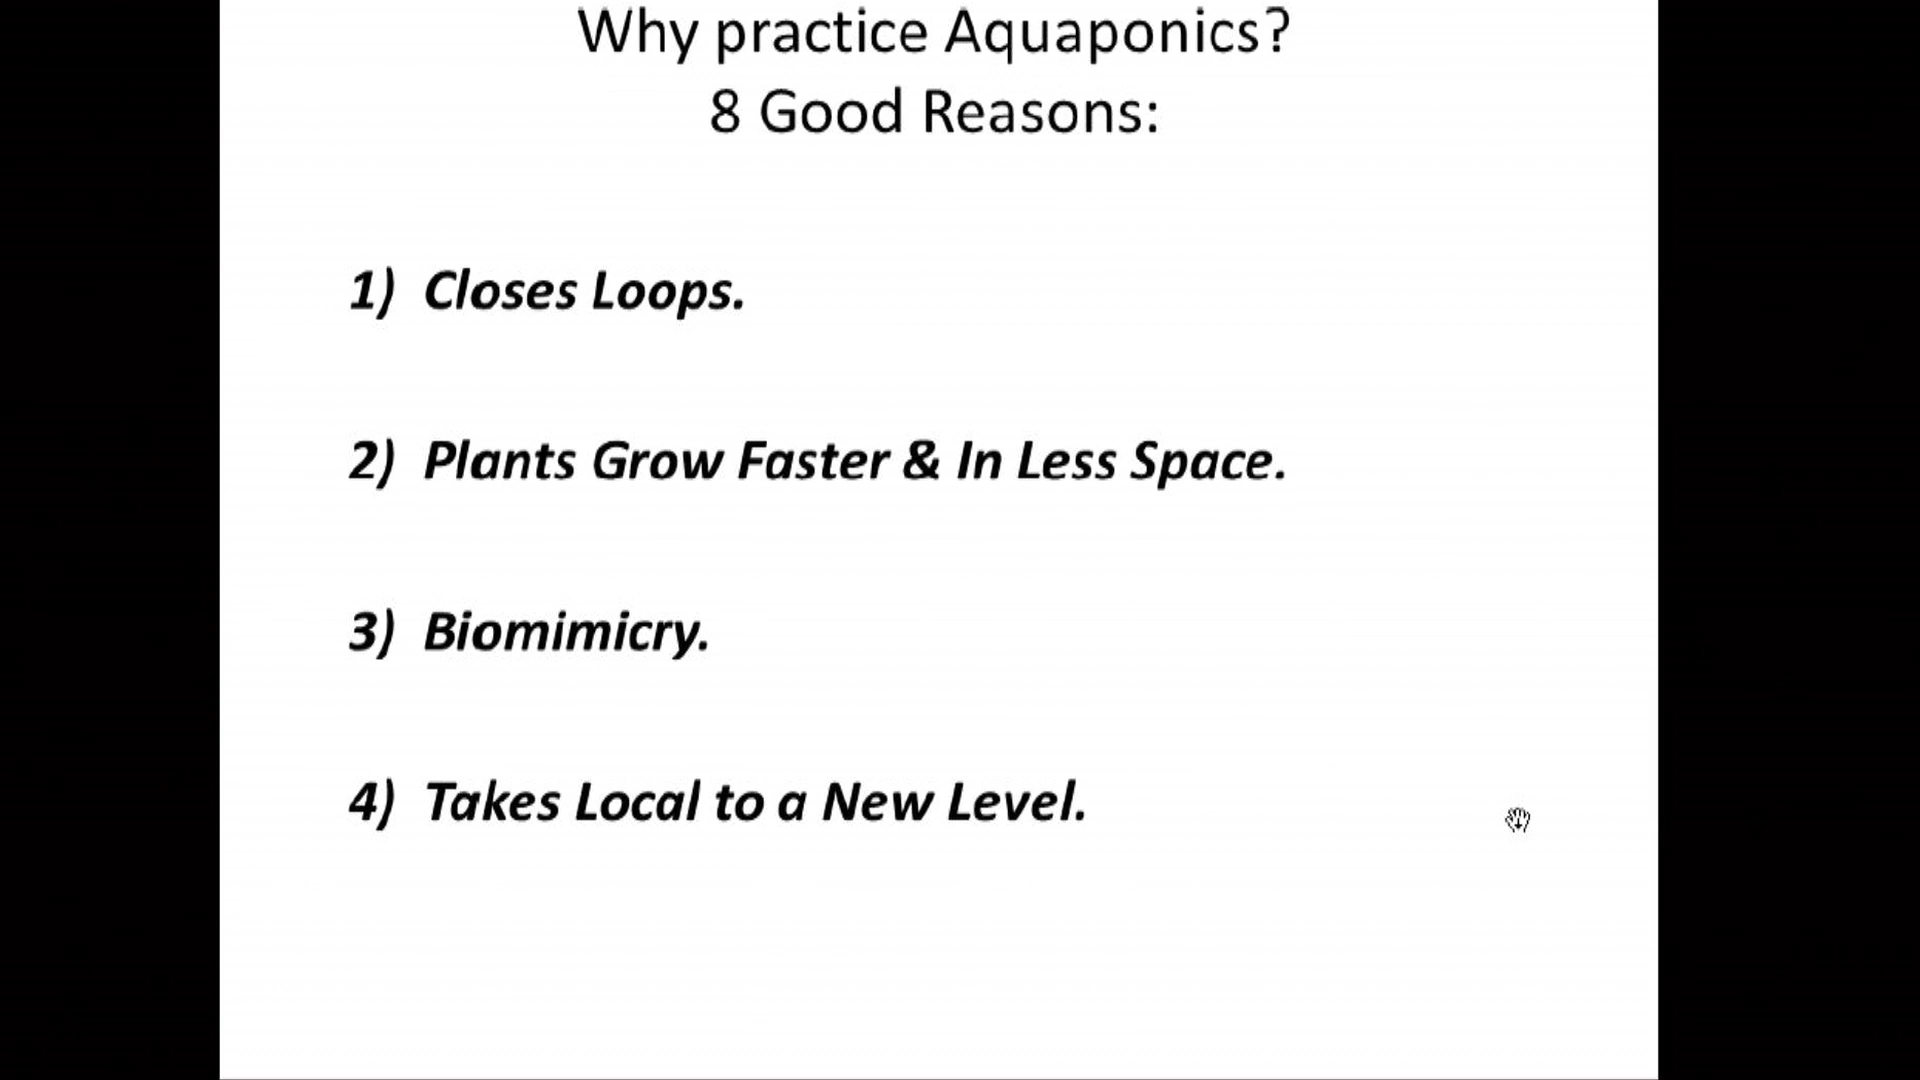 Why practice Aquaponics?
8 Good Reasons:
1) Closes Loops.
2) Plants Grow Faster & In Less Space.
3) Biomimicry.
4) Takes Local to a New Level.